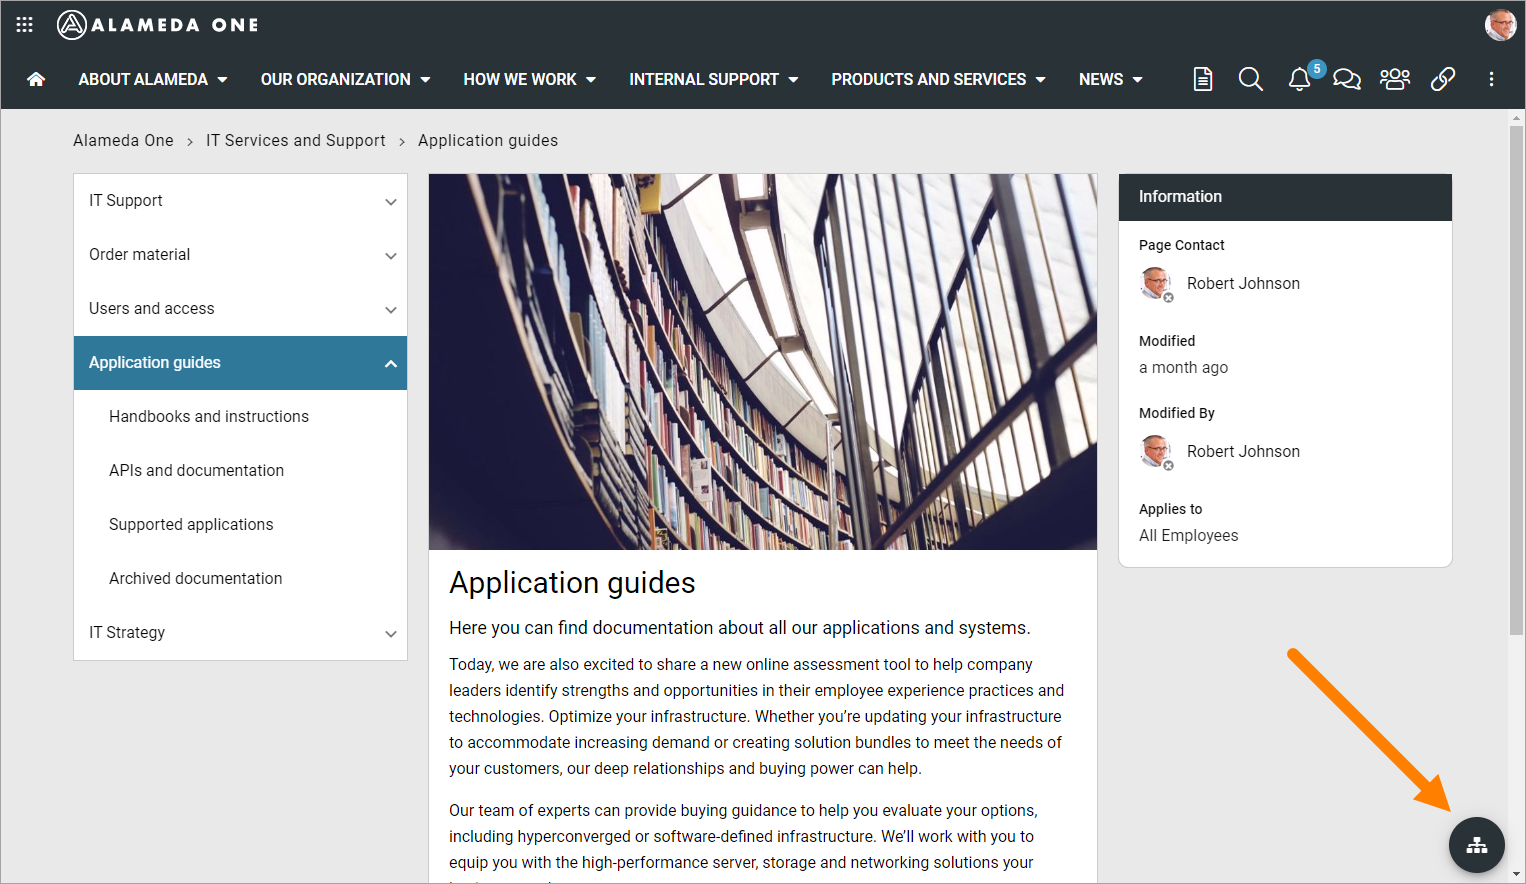 ALAMEDA ONE
ABOUT ALAMEDA
OUR ORGANIZATION
HOW WE WORK
INTERNAL SUPPORT
PRODUCTS AND SERVICES
NEWS
5
Alameda One > IT Services and Support > Application guides
IT Support
Order material
Users and access
Application guides
Handbooks and instructions
APIs and documentation
Supported applications
Archived documentation
IT Strategy
Application guides
Here you can find documentation about all our applications and systems.
Today, we are also excited to share a new online assessment tool to help company
leaders identify strengths and opportunities in their employee experience practices and
technologies. Optimize your infrastructure. Whether you’re updating your infrastructure
to accommodate increasing demand or creating solution bundles to meet the needs of
your customers, our deep relationships and buying power can help.
Our team of experts can provide buying guidance to help you evaluate your options,
including hyperconverged or software-defined infrastructure. We’ll work with you to
equip you with the high-performance server, storage and networking solutions your
Information
Page Contact
Robert Johnson
Modified
a month ago
Modified By
Robert Johnson
Applies to
All Employees